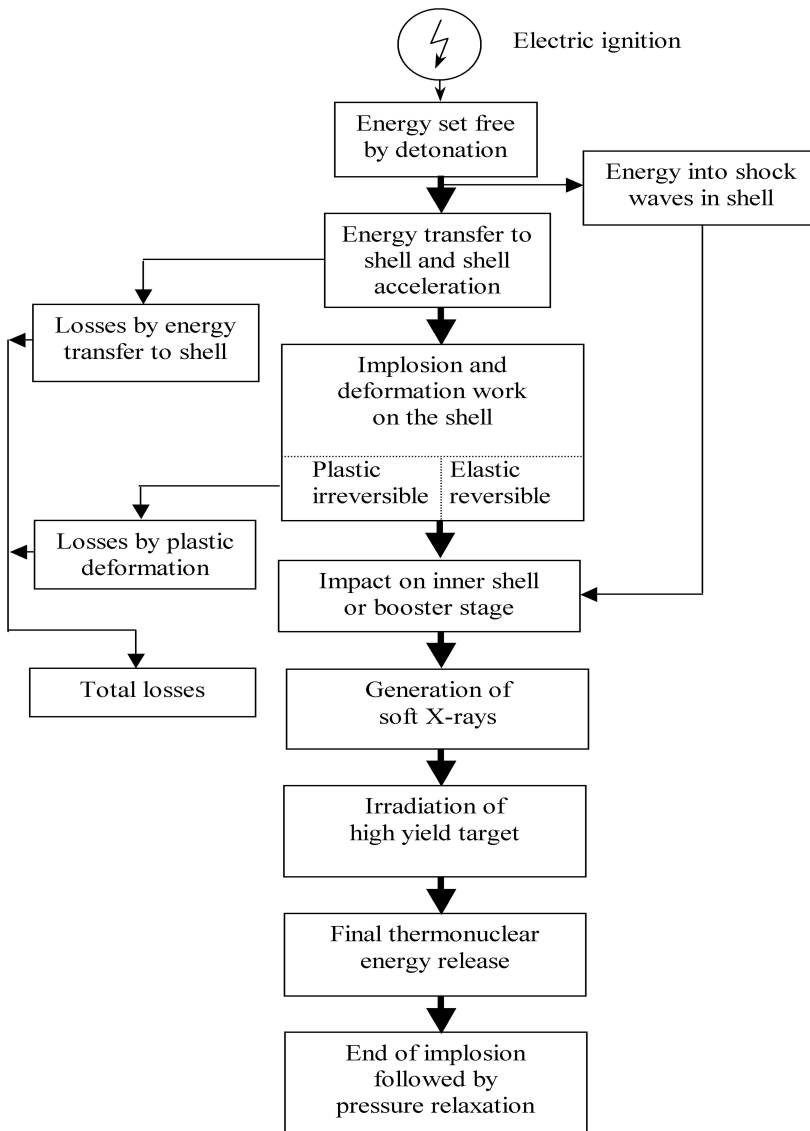 Electric ignition
Energy set free
by detonation
Energy into shock
waves in shell
Energy transfer to
shell and shell
acceleration
Losses by energy
transfer to shell
Implosion and
deformation work
on the shell
Plastic
irreversible
Elastic
reversible
Losses by plastic
deformation
Impact on inner shell
or booster stage
Total losses
Generation of
soft X-rays
Irradiation of
high yield target
Final thermonuclear
energy release
End of implosion
followed by
pressure relaxation